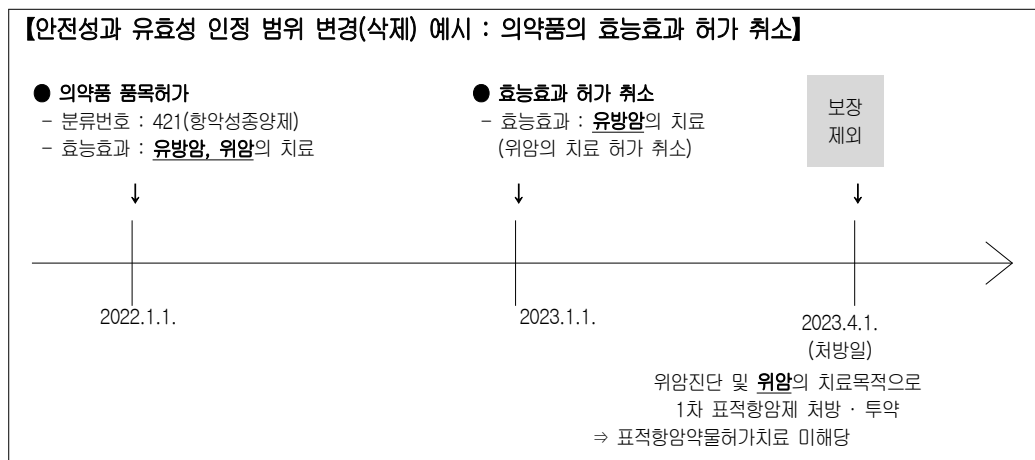 【안전성과 유효성 인정 범위 변경(삭제) 예시 : 의약품의 효능효과 허가 취소】
● 의약품 품목허가
- 분류번호 : 421(항악성종양제)
- 효능효과 : 유방암, 위암의 치료
● 효능효과 허가 취소
- 효능효과 : 유방암의 치료
(위암의 치료 허가 취소)
보장
제외
↓
↓
↓
2022.1.1.
2023.1.1.
2023.4.1.
(처방일)
위암진단 및 위암의 치료목적으로
1차 표적항암제 처방 · 투약
⇒ 표적항암약물허가치료 미해당